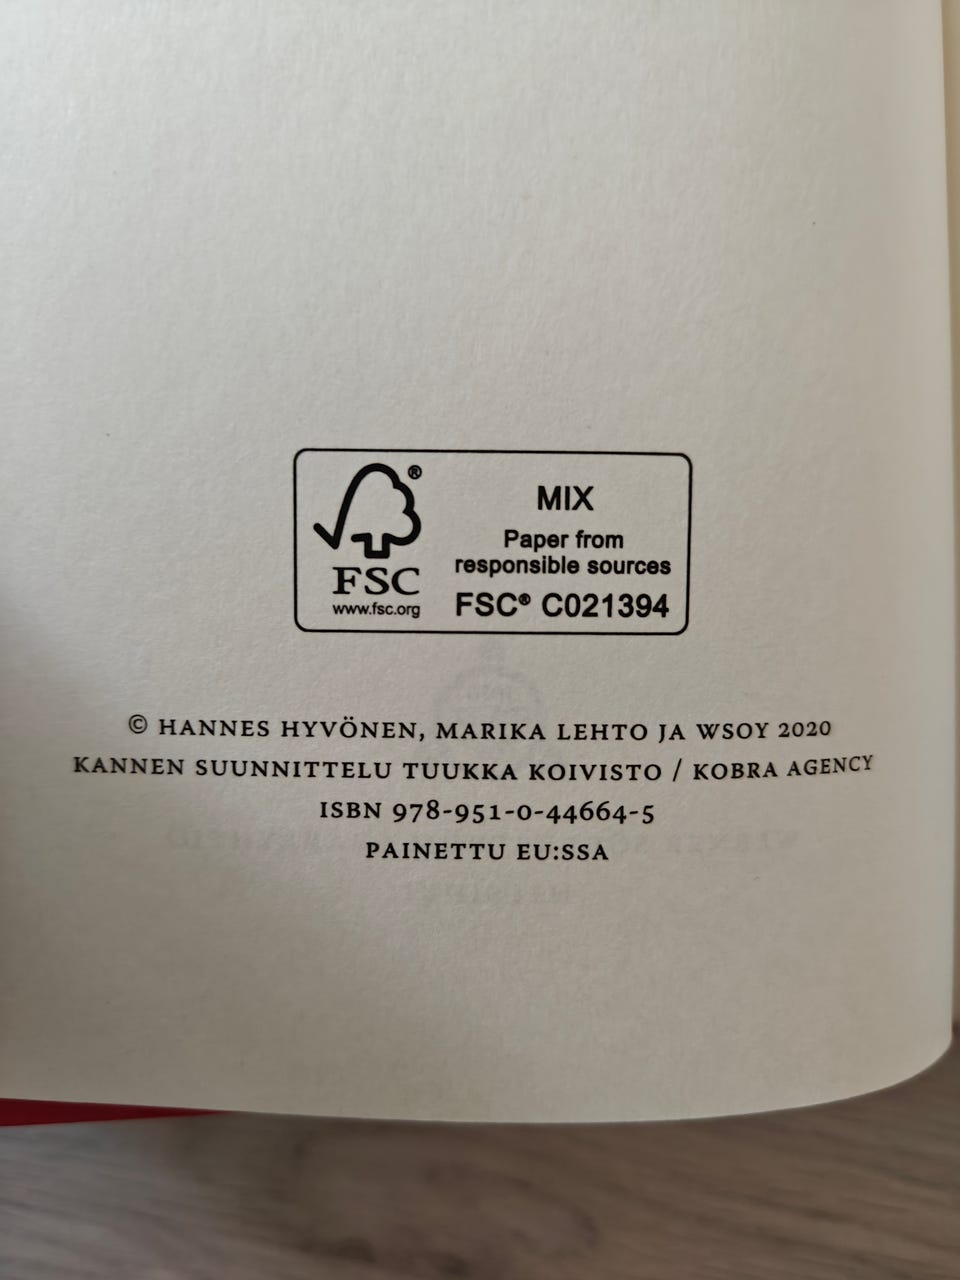 ®
MIX
Paper from
responsible sources
FSC® C021394
FSC
www.fsc.org
© HANNES HYVÖNEN, MARIKA LEHTO JA WSOY 2020
KANNEN SUUNNITTELU TUUKKA KOIVISTO / KOBRA AGENCY
ISBN 978-951-0-44664-5
PAINETTU EU:SSA